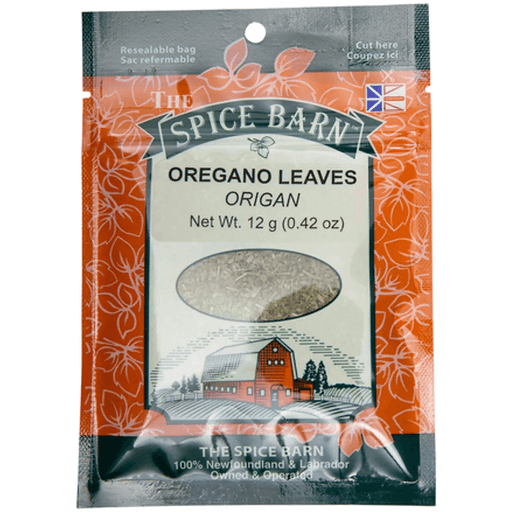 Resealable bag
Sac refermable
Cut here
Coupez ici
THE
SPICE BARN
OREGANO LEAVES
ORIGAN
Net Wt. 12 g (0.42 oz)
THE SPICE BARN
100% Newfoundland & Labrador
Owned & Operated